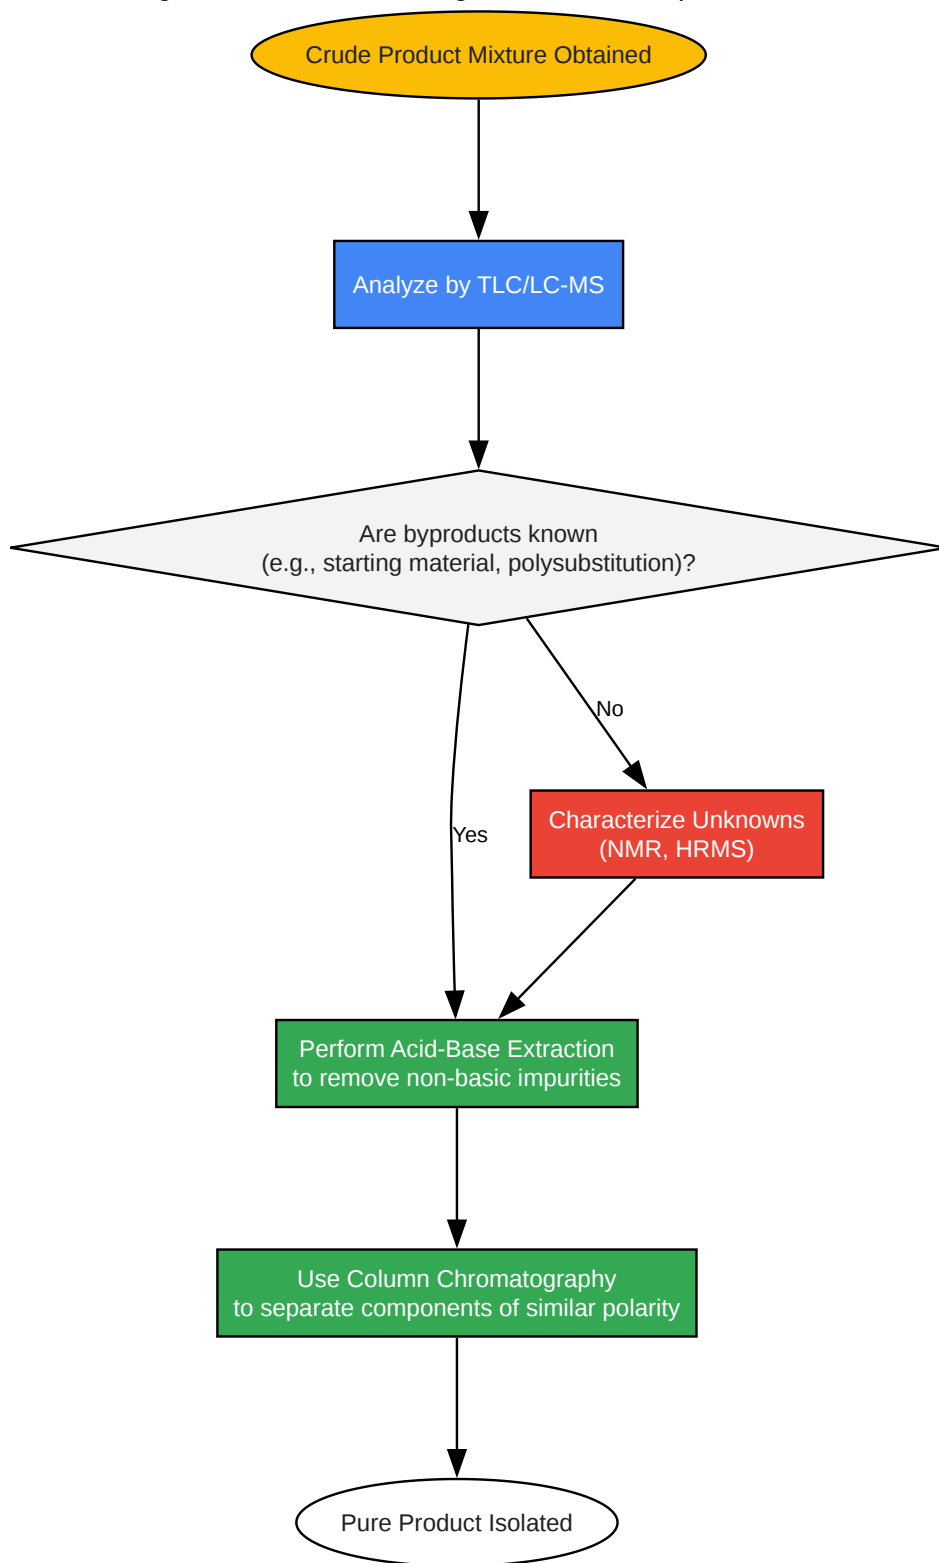 Crude Product Mixture Obtained
Analyze by TLC/LC-MS
Are byproducts known
(e.g., starting material, polysubstitution)?
No
Yes
Characterize Unknowns
(NMR, HRMS)
Perform Acid-Base Extraction
to remove non-basic impurities
Use Column Chromatography
to separate components of similar polarity
Pure Product Isolated